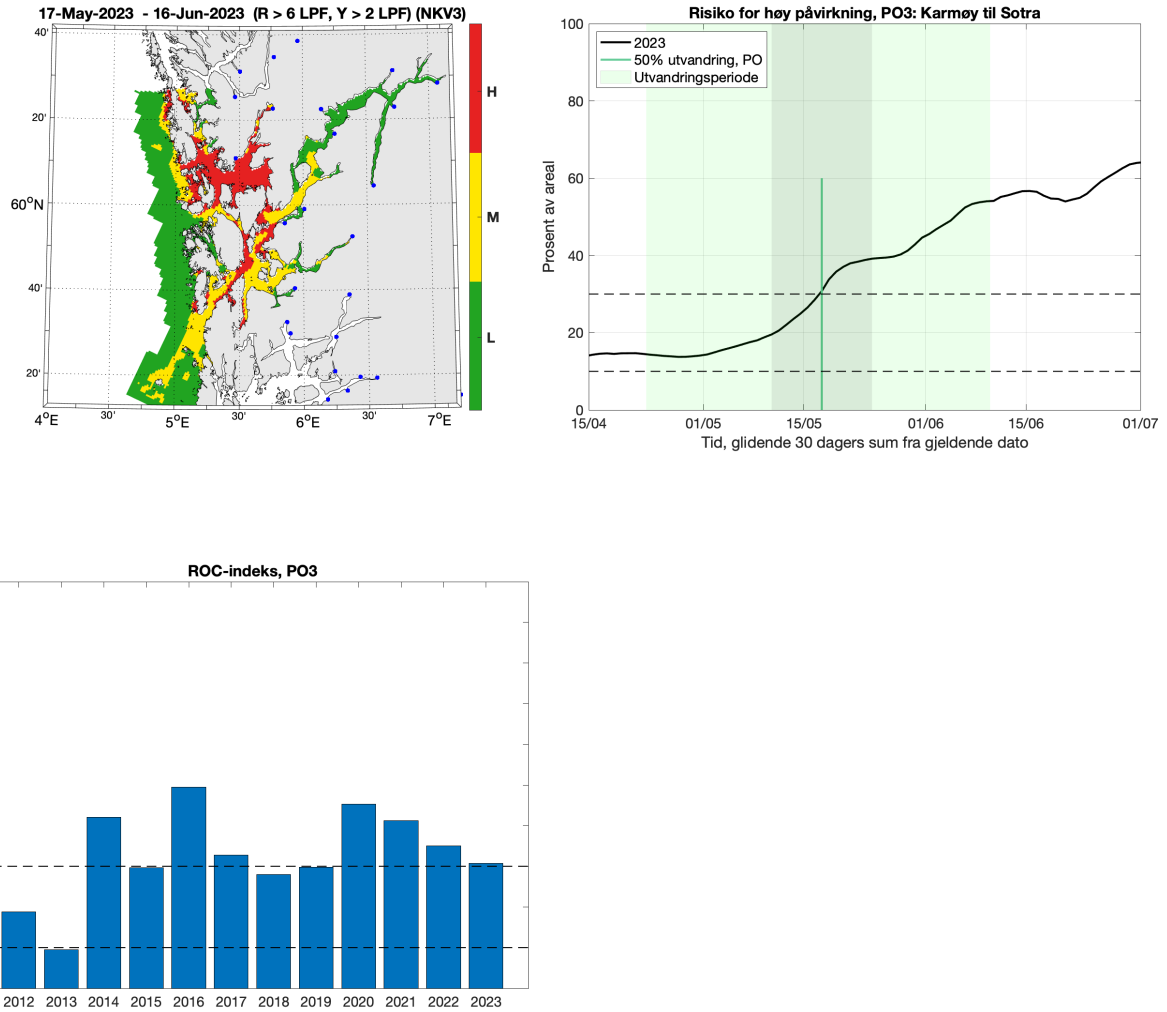 17-May-2023 - 16-Jun-2023 (R > 6 LPF, Y > 2 LPF) (NKV3)
40'
20'
60°N
40'
20'
4°E
30'
5°E
30'
6°E
30'
7°E
H
M
L
Risiko for høy påvirkning, PO3: Karmøy til Sotra
2023
50% utvandring, PO
Utvandringsperiode
Prosent av areal
100
80
60
40
20
0
15/04
01/05
15/05
01/06
15/06
01/07
Tid, glidende 30 dagers sum fra gjeldende dato
ROC-indeks, PO3
2012 2013 2014 2015 2016 2017 2018 2019 2020 2021 2022 2023